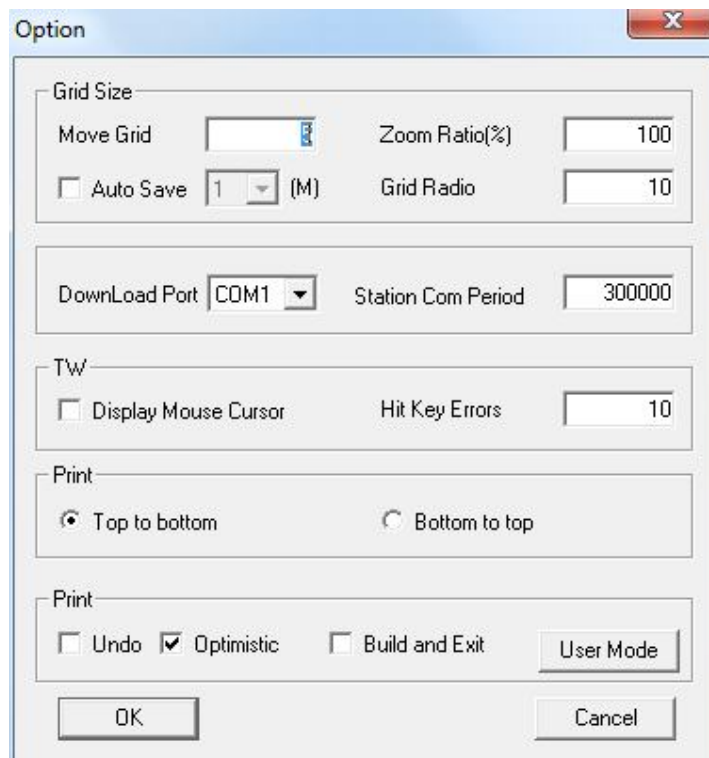 Option
Grid Size
Move Grid Zoom Ratio(%) 100
Auto Save 1 (M) Grid Radio 10
DownLoad Port COM1 Station Com Period 300000
TW
Display Mouse Cursor Hit Key Errors 10
Print
Top to bottom Bottom to top
Print
Undo Optimistic Build and Exit User Mode
OK Cancel